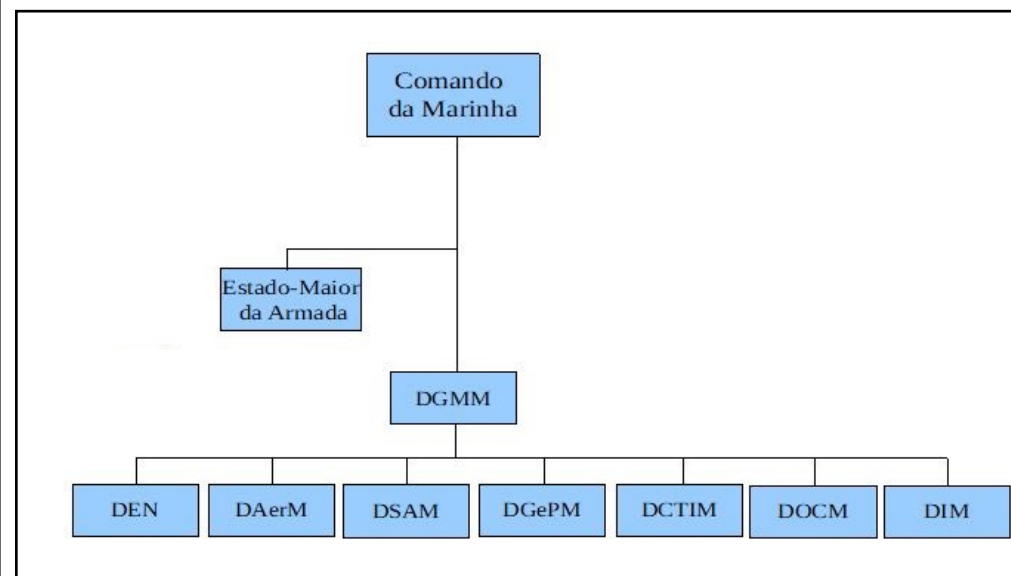 Comando
da Marinha
Estado-Maior
da Armada
DGMM
DEN
DAerM
DSAM
DGePM
DCTIM
DOCM
DIM